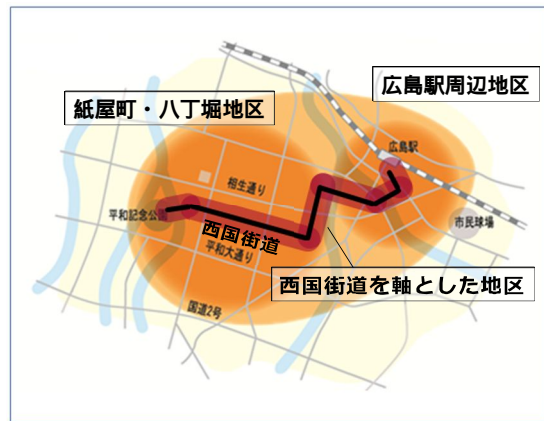 広島駅周辺地区
紙屋町・八丁堀地区
広島駅
相生通り
平和記念公園
市民球場
西国街道
平和大通り
西国街道を軸とした地区
国道2号